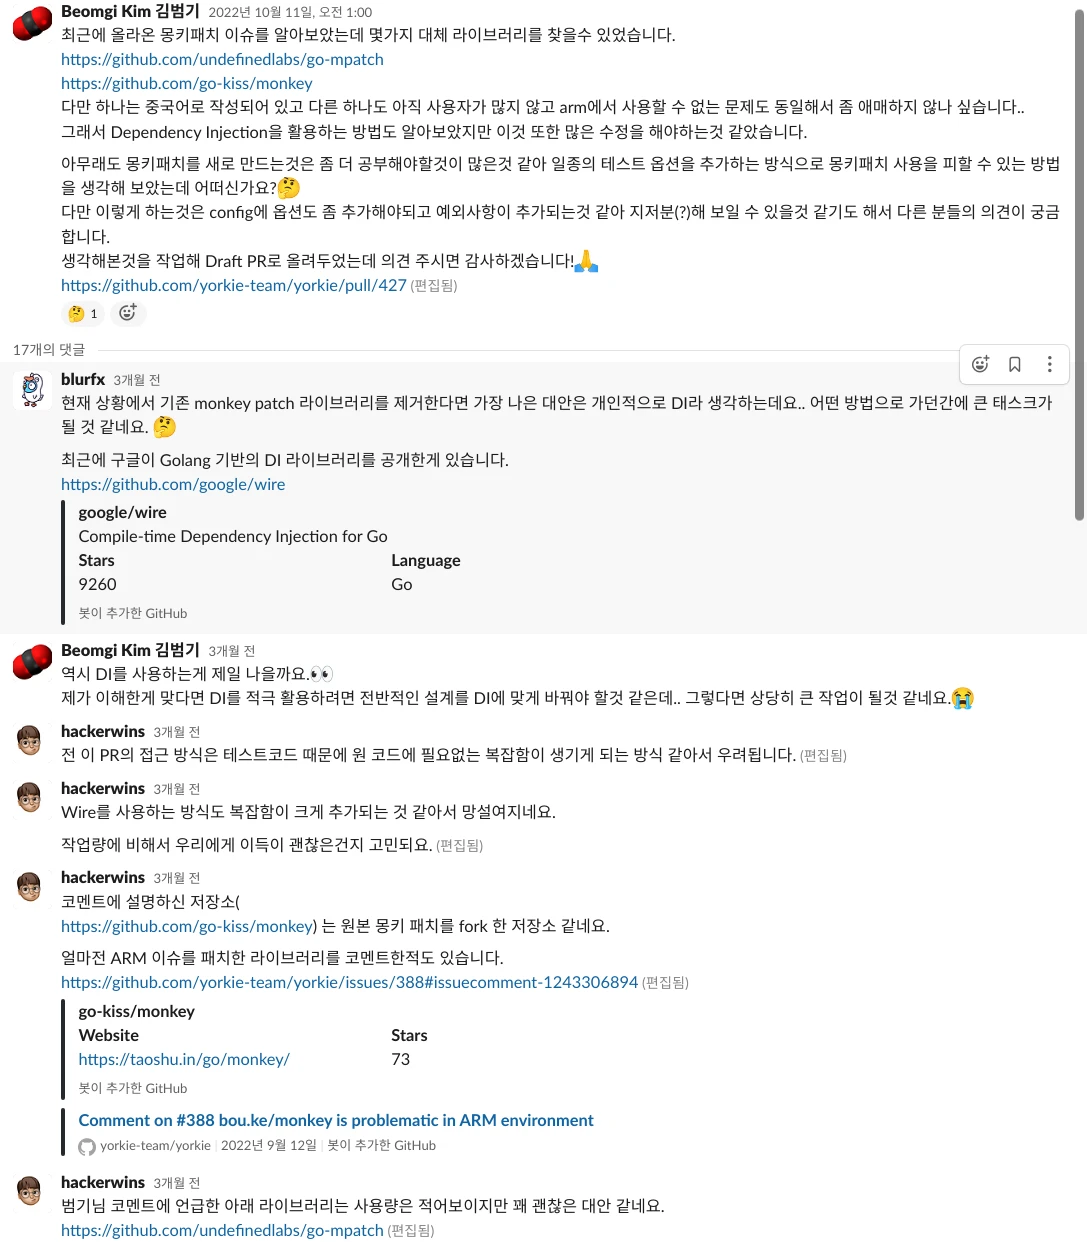 Beomgi Kim 김범기 2022년 10월 11일, 오전 1:00
최근에 올라온 몽키패치 이슈를 알아보았는데 몇가지 대체 라이브러리를 찾을수 있었습니다.
https://github.com/undefinedlabs/go-mpatch
https://github.com/go-kiss/monkey
다만 하나는 중국어로 작성되어 있고 다른 하나도 아직 사용자가 많지 않고 arm에서 사용할 수 없는 문제도 동일해서 좀 애매하지 않나 싶습니다..
그래서 Dependency Injection을 활용하는 방법도 알아보았지만 이것 또한 많은 수정을 해야하는것 같았습니다.
아무래도 몽키패치를 새로 만드는것은 좀 더 공부해야할것이 많은것 같아 일종의 테스트 옵션을 추가하는 방식으로 몽키패치 사용을 피할 수 있는 방법
을 생각해 보았는데 어떠신가요?🤔
다만 이렇게 하는것은 config에 옵션도 좀 추가해야되고 예외사항이 추가되는것 같아 지저분(?)해 보일 수 있을것 같기도 해서 다른 분들의 의견이 궁금
합니다.
생각해본것을 작업해 Draft PR로 올려두었는데 의견 주시면 감사하겠습니다!🙏
https://github.com/yorkie-team/yorkie/pull/427 (편집됨)
🤔 1
17개의 댓글
blurfx 3개월 전
현재 상황에서 기존 monkey patch 라이브러리를 제거한다면 가장 나은 대안은 개인적으로 DI라 생각하는데요.. 어떤 방법으로 가던간에 큰 태스크가
될 것 같네요. 🤔
최근에 구글이 Golang 기반의 DI 라이브러리를 공개한게 있습니다.
https://github.com/google/wire
google/wire
Compile-time Dependency Injection for Go
Stars Language
9260 Go
봇이 추가한 GitHub
Beomgi Kim 김범기 3개월 전
역시 DI를 사용하는게 제일 나을까요.👀
제가 이해한게 맞다면 DI를 적극 활용하려면 전반적인 설계를 DI에 맞게 바꿔야 할것 같은데.. 그렇다면 상당히 큰 작업이 될것 같네요.😭
hackerwins 3개월 전
전 이 PR의 접근 방식은 테스트코드 때문에 원 코드에 필요없는 복잡함이 생기게 되는 방식 같아서 우려됩니다. (편집됨)
hackerwins 3개월 전
Wire를 사용하는 방식도 복잡함이 크게 추가되는 것 같아서 망설여지네요.
작업량에 비해서 우리에게 이득이 괜찮은건지 고민되요. (편집됨)
hackerwins 3개월 전
코멘트에 설명하신 저장소(
https://github.com/go-kiss/monkey) 는 원본 몽키 패치를 fork 한 저장소 같네요.
얼마전 ARM 이슈를 패치한 라이브러리를 코멘트한적도 있습니다.
https://github.com/yorkie-team/yorkie/issues/388#issuecomment-1243306894 (편집됨)
go-kiss/monkey
Website Stars
https://taoshu.in/go/monkey/ 73
봇이 추가한 GitHub
Comment on #388 bou.ke/monkey is problematic in ARM environment
yorkie-team/yorkie | 2022년 9월 12일 | 봇이 추가한 GitHub
hackerwins 3개월 전
범기님 코멘트에 언급한 아래 라이브러리는 사용량은 적어보이지만 꽤 괜찮은 대안 같네요.
https://github.com/undefinedlabs/go-mpatch (편집됨)